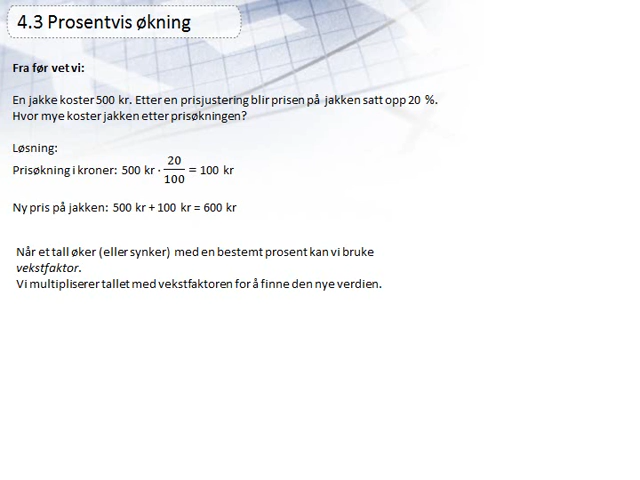 4.3 Prosentvis økning
Fra før vet vi:
En jakke koster 500 kr. Etter en prisjustering blir prisen på jakken satt opp 20 %.
Hvor mye koster jakken etter prisøkningen?
Løsning:
Prisøkning i kroner: 500 kr · 20/100 = 100 kr
Ny pris på jakken: 500 kr + 100 kr = 600 kr
Når et tall øker (eller synker) med en bestemt prosent kan vi bruke
vekstfaktor.
Vi multipliserer tallet med vekstfaktoren for å finne den nye verdien.